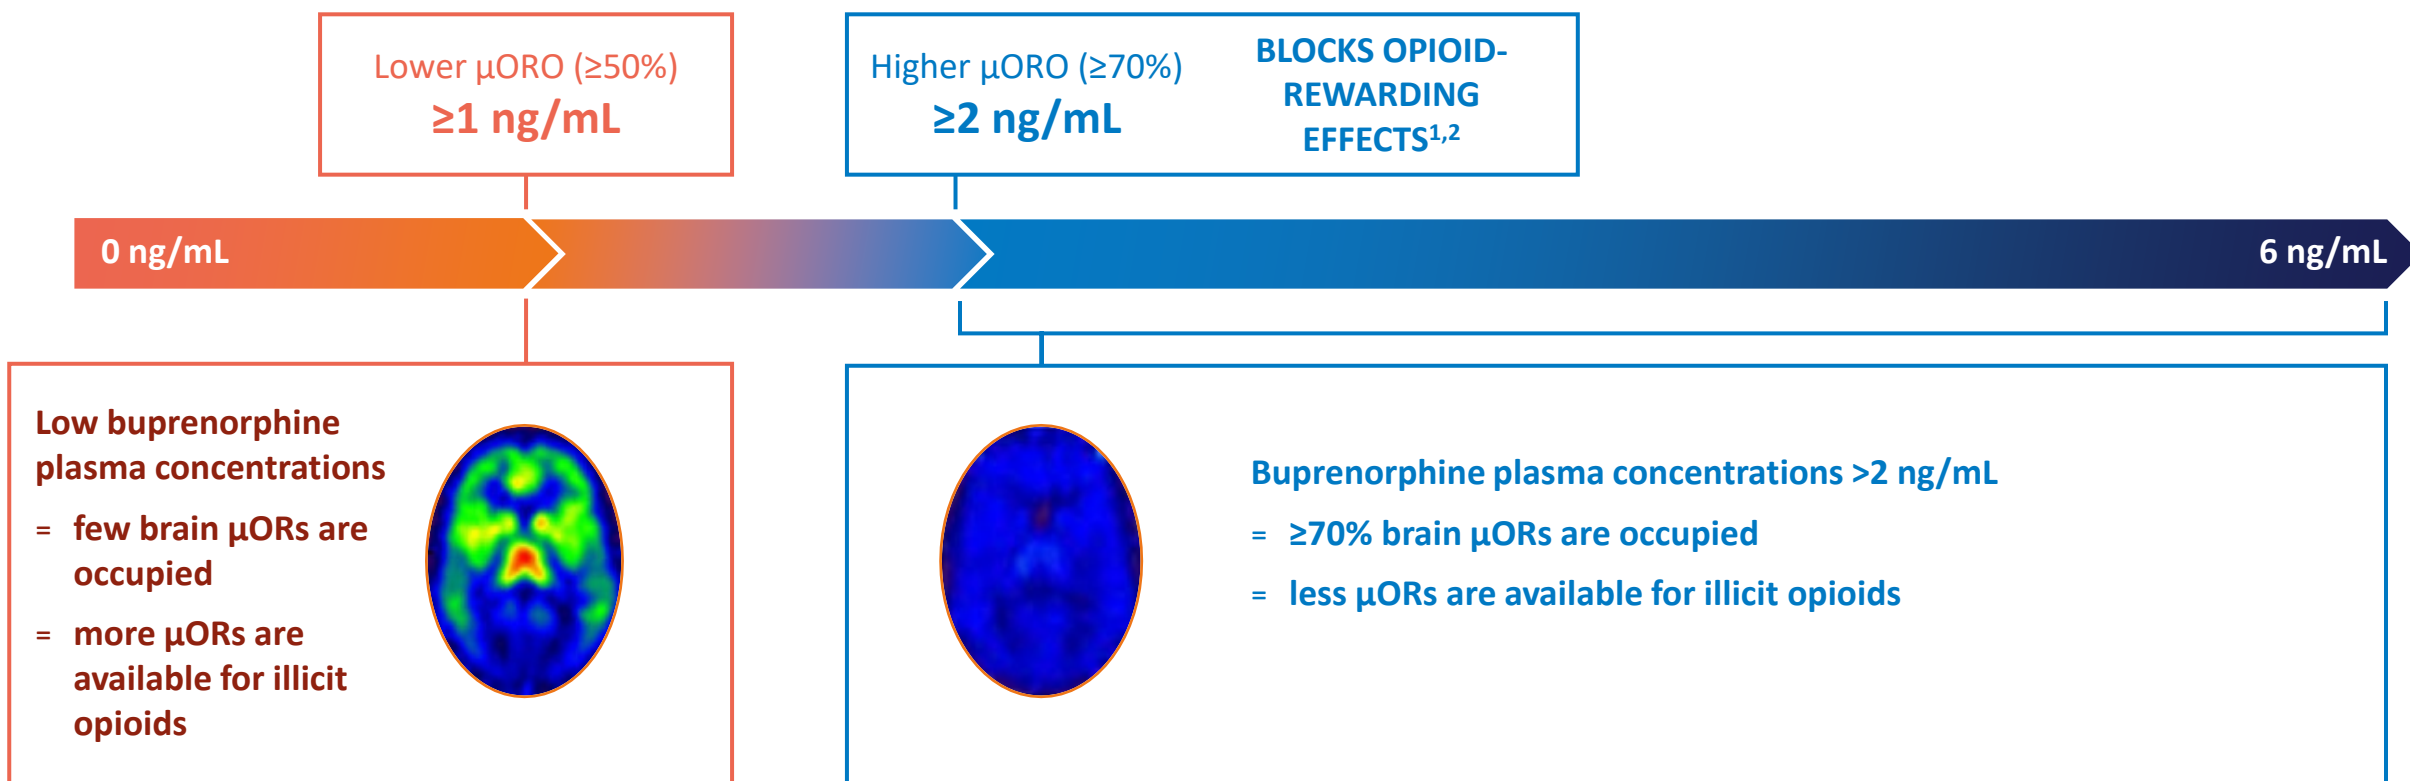 Lower µORO (≥50%)
≥1 ng/mL
Higher µORO (≥70%)
≥2 ng/mL
BLOCKS OPIOID-
REWARDING
EFFECTS1,2
0 ng/mL
6 ng/mL
Low buprenorphine
plasma concentrations
= few brain µORs are
occupied
= more µORs are
available for illicit
opioids
Buprenorphine plasma concentrations >2 ng/mL
= ≥70% brain µORs are occupied
= less µORs are available for illicit opioids